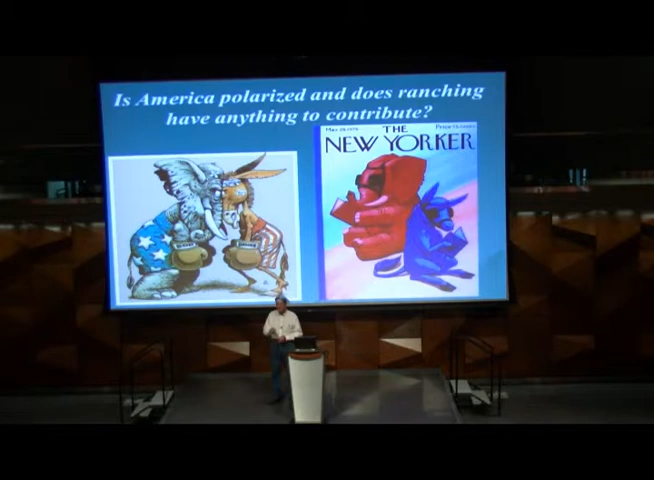 Is America polarized and does ranching
have anything to contribute?
THE
NEW YORKER